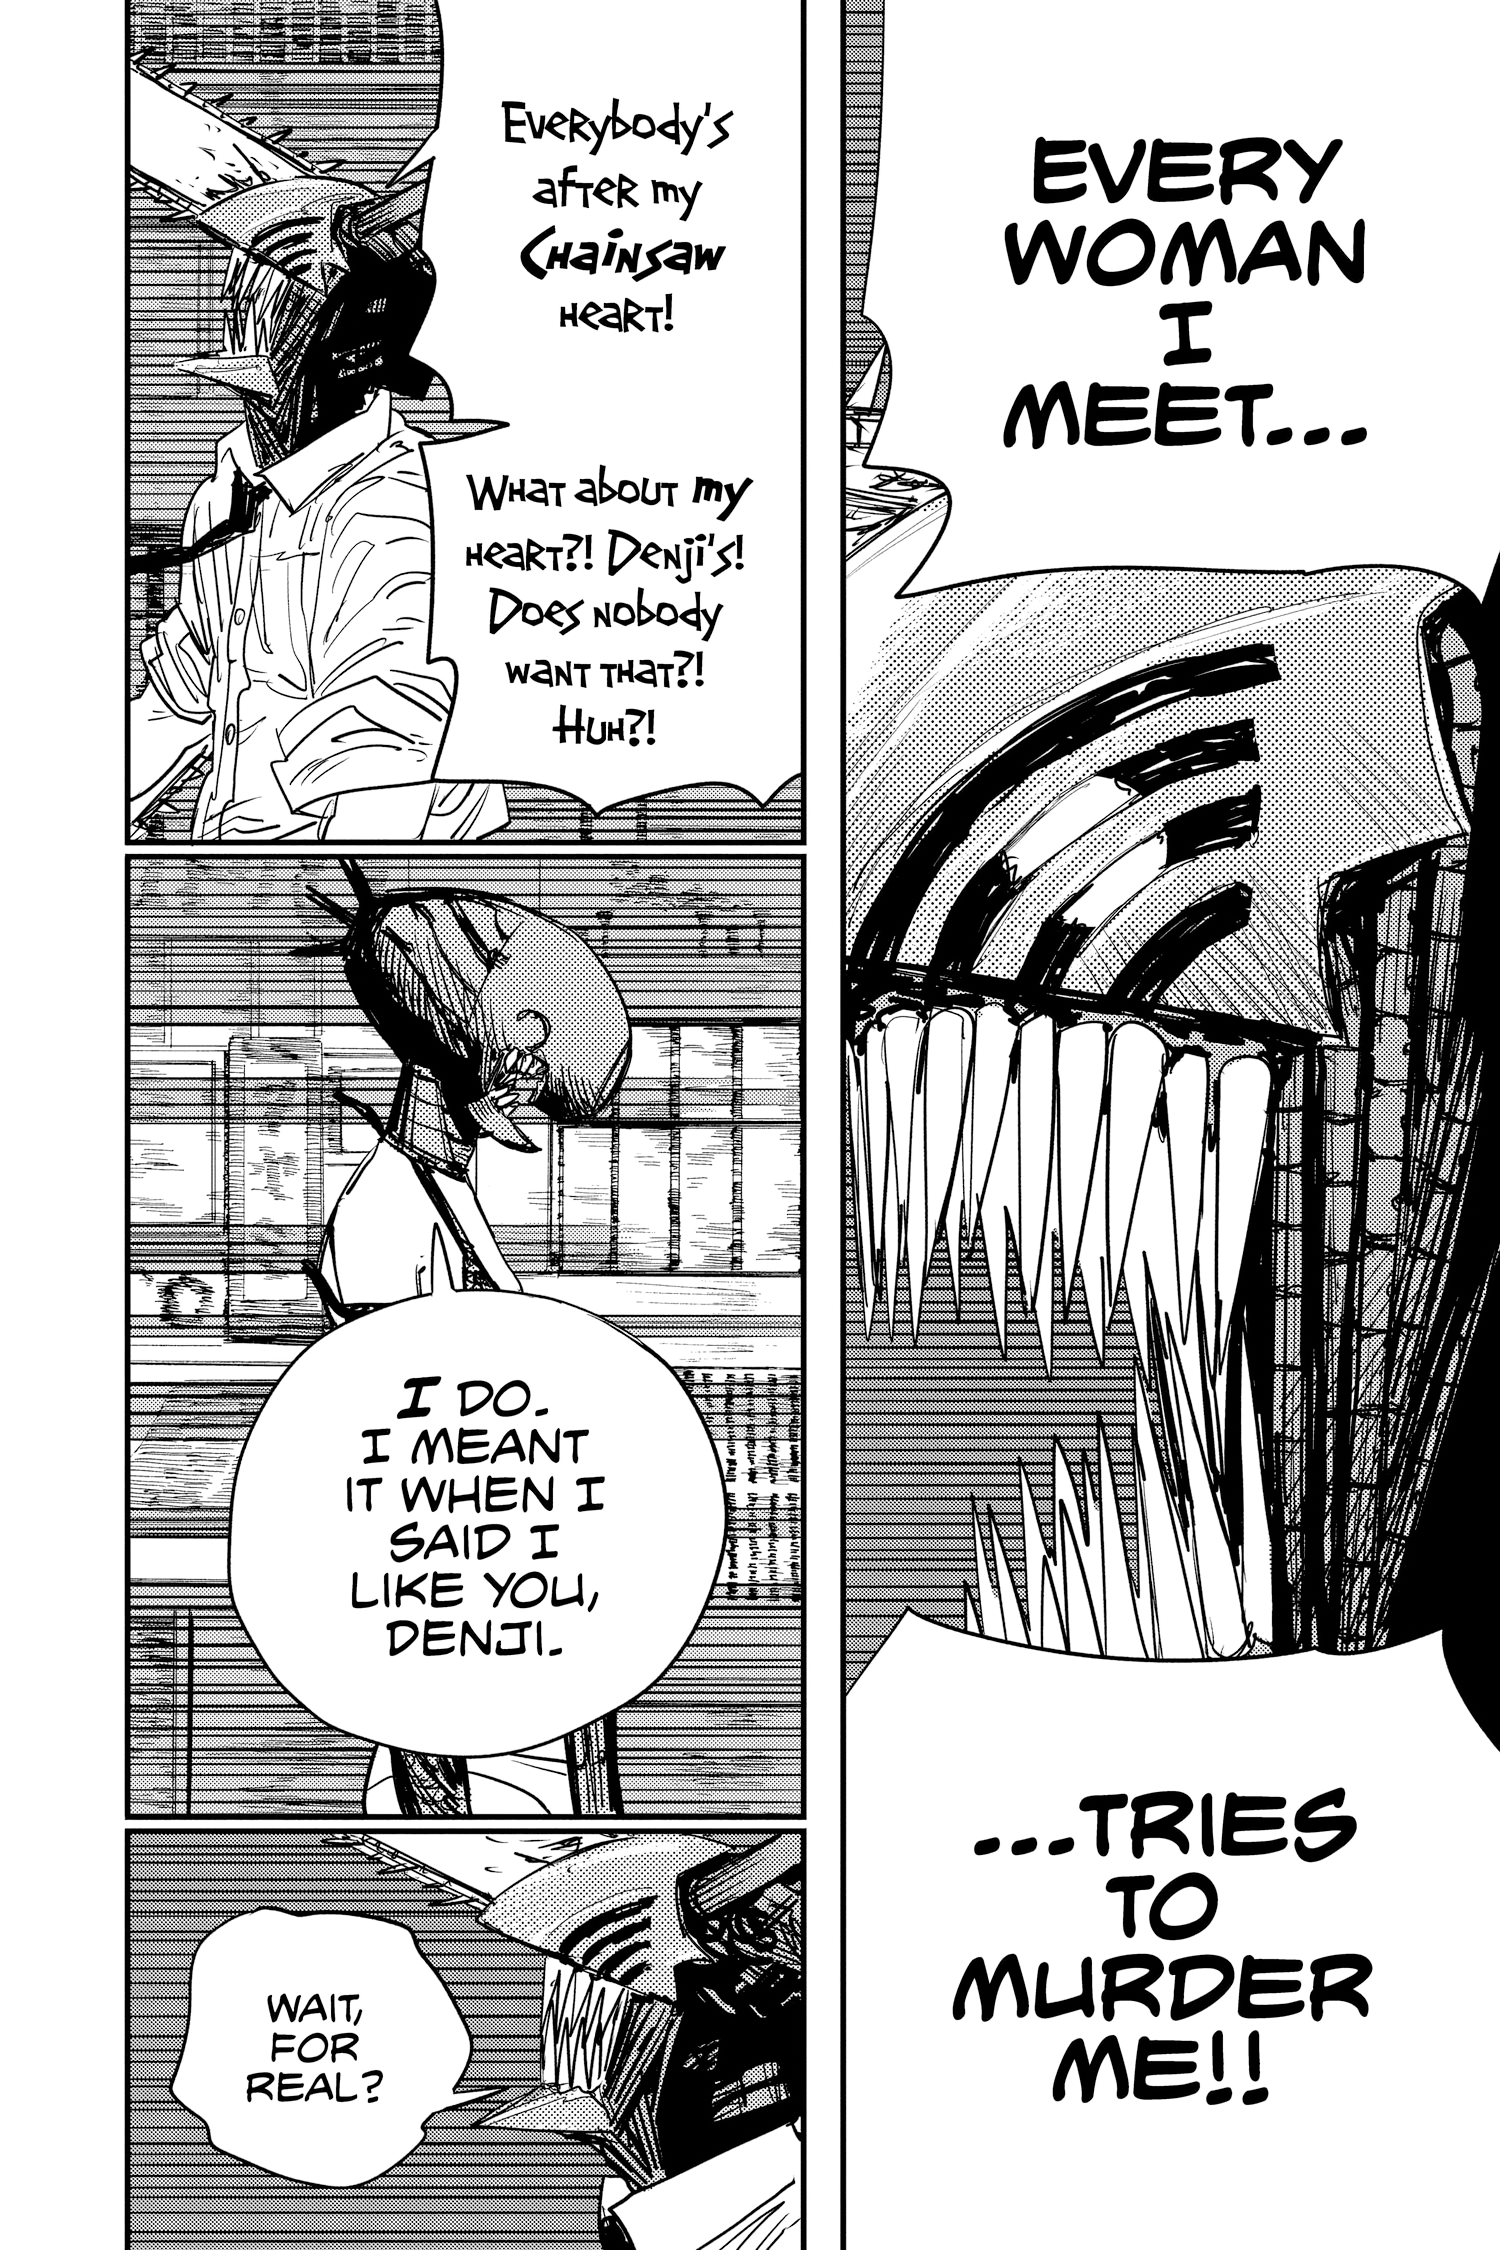 EVERY
WOMAN
I
MEET...
...TRIES
TO
MURDER
ME!!
Everybody's
after my
Chainsaw
heart!
What about my
heart?! Denji's!
Does nobody
want that?!
Huh?!
I DO.
I MEANT
IT WHEN I
SAID I
LIKE YOU,
DENJI.
WAIT,
FOR
REAL?